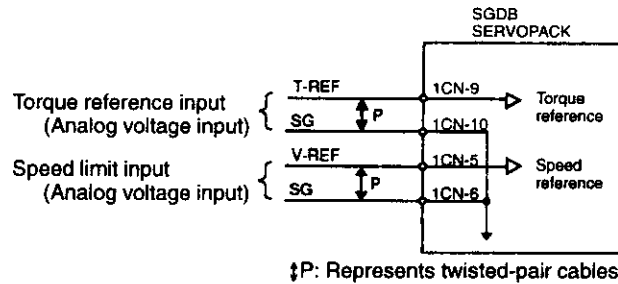 SGDB
SERVOPACK
T-REF
1CN-9
Torque reference input
(Analog voltage input)
P
Torque
reference
SG
1CN-10
V-REF
1CN-5
Speed limit input
(Analog voltage input)
P
Speed
reference
SG
1CN-6
↕P: Represents twisted-pair cables